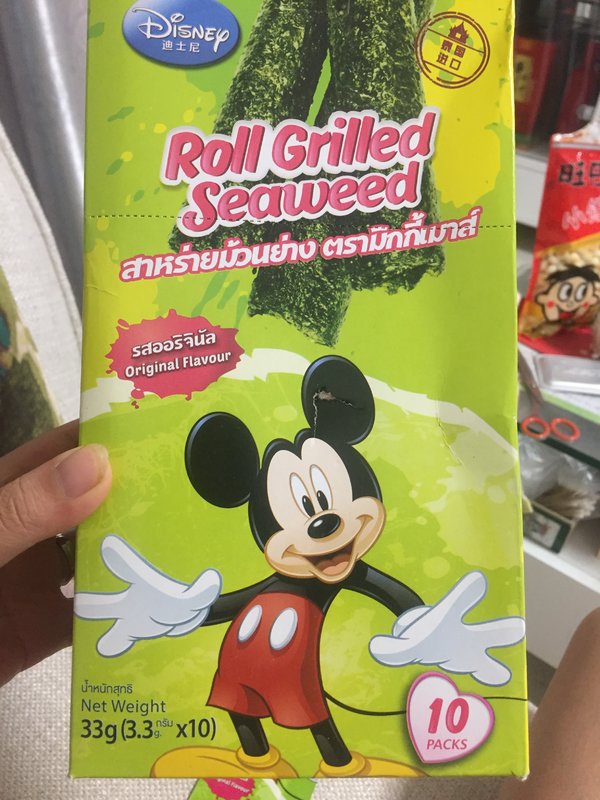 Disney
迪士尼
泰国
进口
Roll Grilled
Seaweed
สาหร่ายม้วนย่าง ตรามิกกี้เมาส์
รสออริจินัล
Original Flavour
旺
小
น้ำหนักสุทธิ
Net Weight
33g (3.3 กรัม g. x10)
10
PACKS